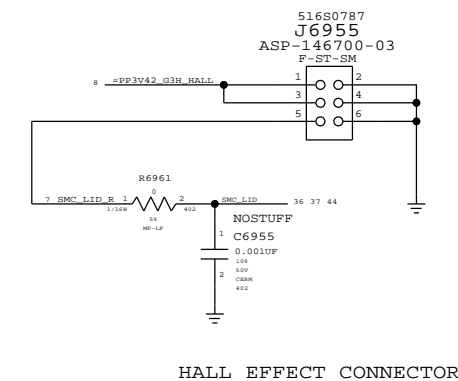 516S0787
J6955
ASP-146700-03
F-ST-SM
8 =PP3V42_G3H_HALL
1 2
3 4
5 6
R6961
0
7 SMC_LID_R 1 2 SMC_LID 36 37 44
1/16W 402
5%
MF-LF
NOSTUFF
1 C6955
0.001UF
10%
2 50V
CERM
402
HALL EFFECT CONNECTOR